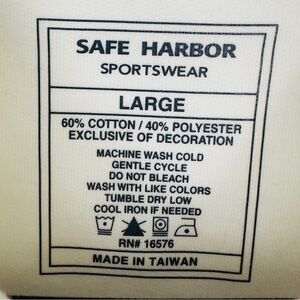 SAFE HARBOR
SPORTSWEAR
LARGE
60% COTTON / 40% POLYESTER
EXCLUSIVE OF DECORATION
MACHINE WASH COLD
GENTLE CYCLE
DO NOT BLEACH
WASH WITH LIKE COLORS
TUMBLE DRY LOW
COOL IRON IF NEEDED
RN# 16576
MADE IN TAIWAN